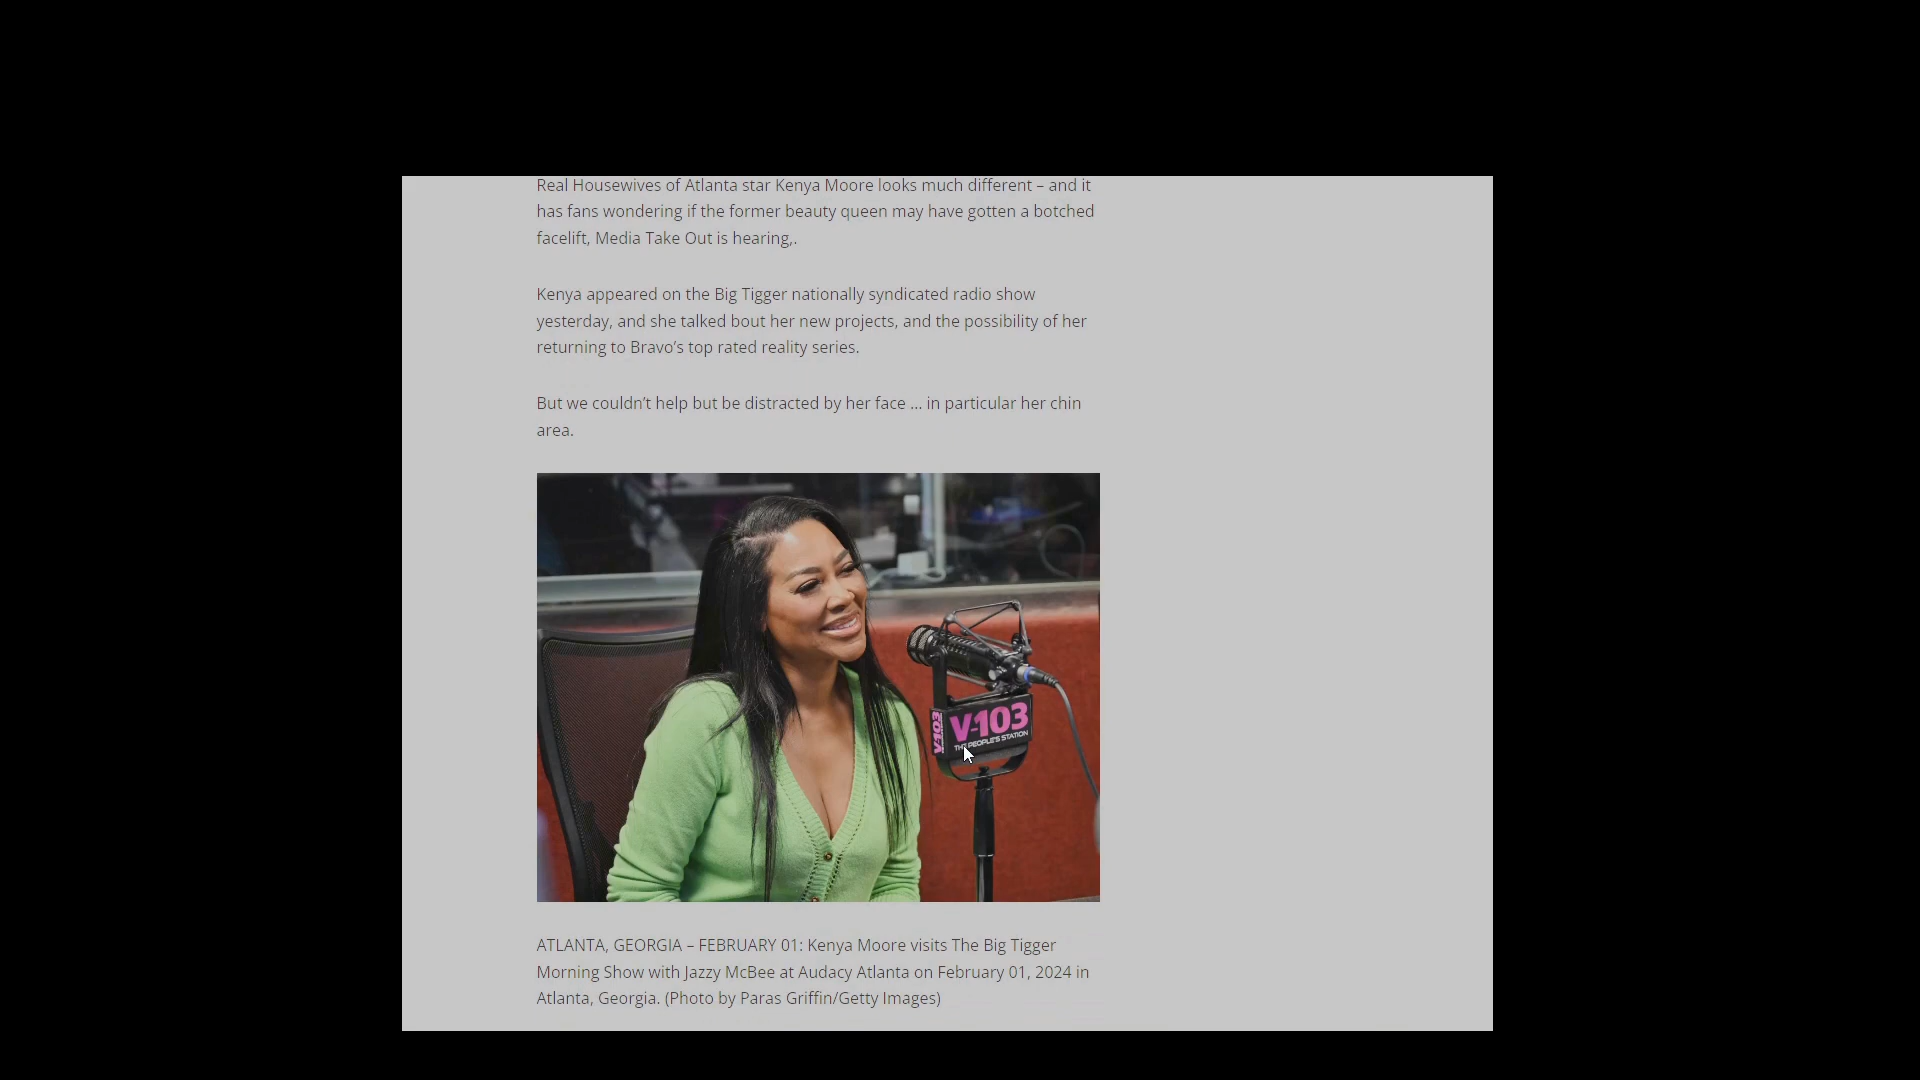 Real Housewives of Atlanta star Kenya Moore looks much different – and it
has fans wondering if the former beauty queen may have gotten a botched
facelift, Media Take Out is hearing,.
Kenya appeared on the Big Tigger nationally syndicated radio show
yesterday, and she talked bout her new projects, and the possibility of her
returning to Bravo’s top rated reality series.
But we couldn’t help but be distracted by her face … in particular her chin
area.
V-103
V-103
THE PEOPLE'S STATION
ATLANTA, GEORGIA – FEBRUARY 01: Kenya Moore visits The Big Tigger
Morning Show with Jazzy McBee at Audacy Atlanta on February 01, 2024 in
Atlanta, Georgia. (Photo by Paras Griffin/Getty Images)